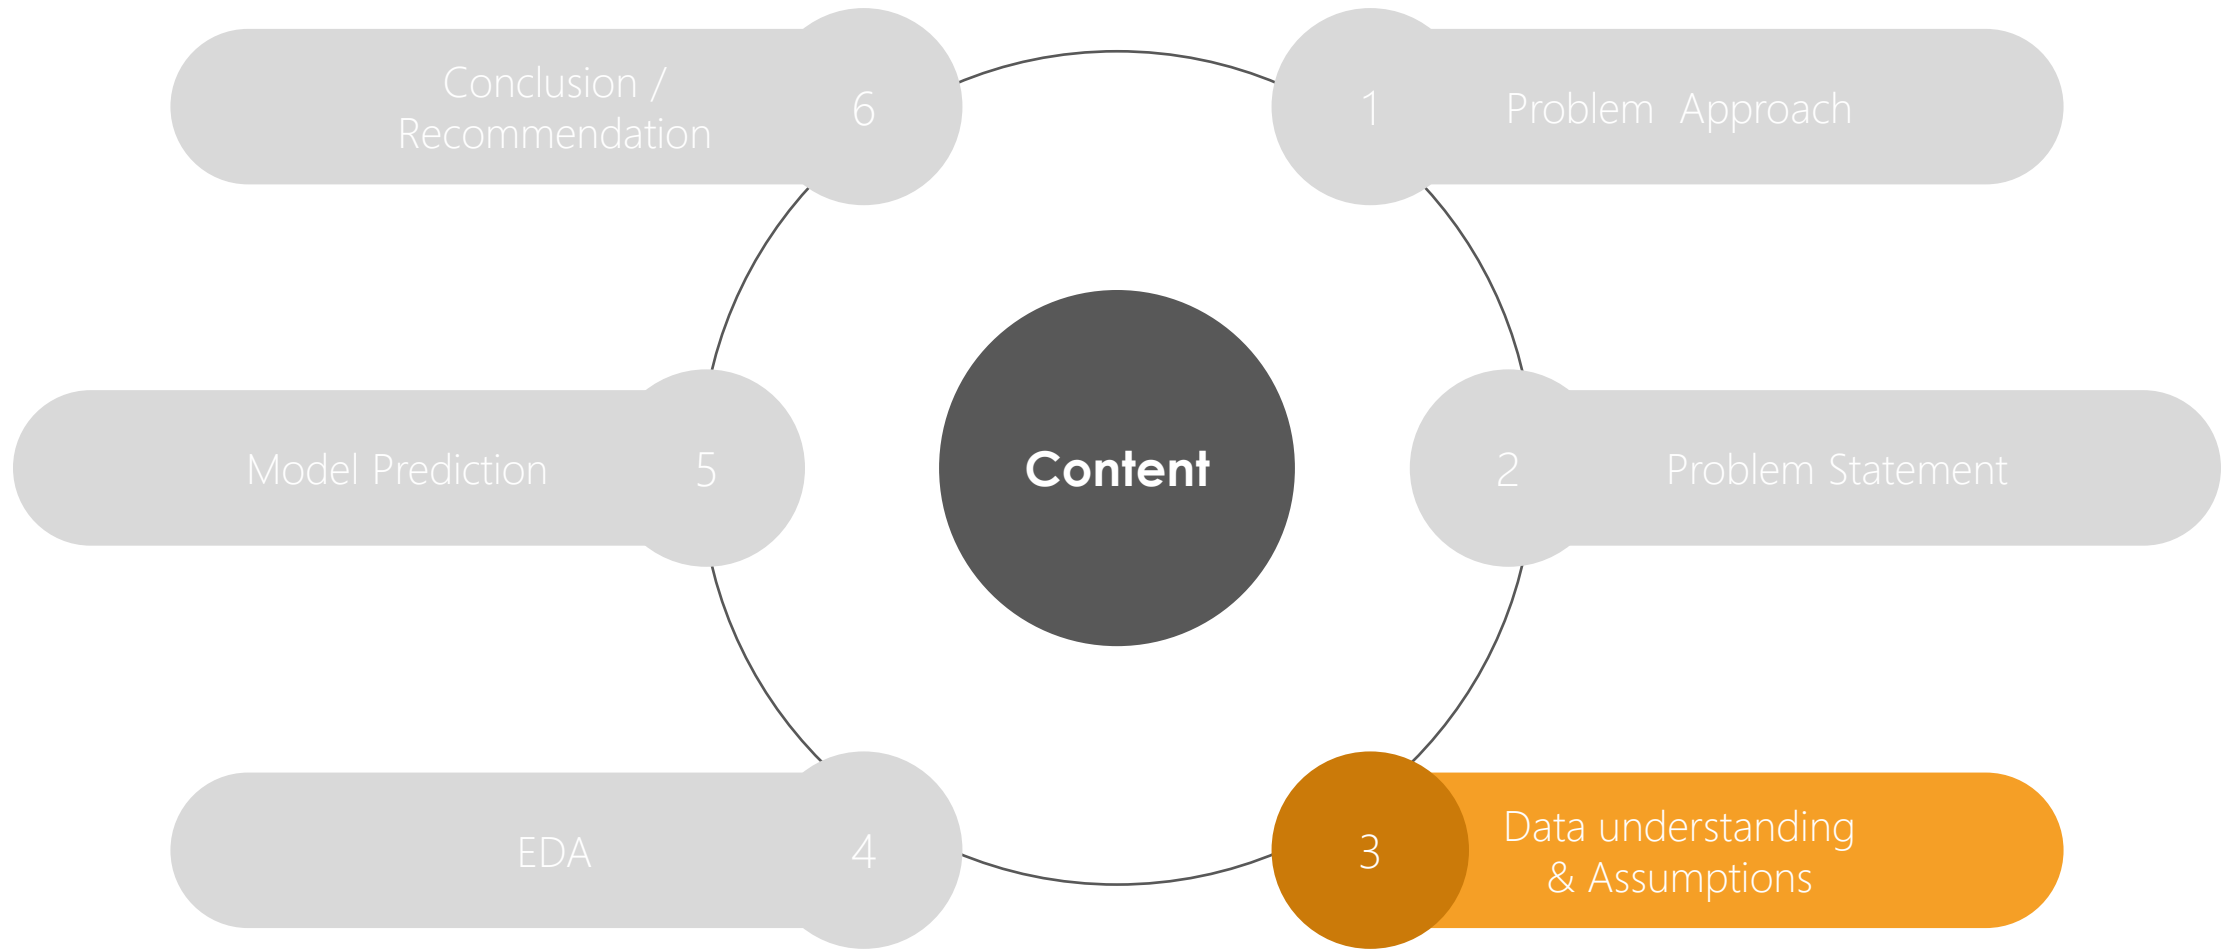 Content
1
Problem  Approach
2
Problem Statement
3
Data understanding
& Assumptions
4
EDA
5
Model Prediction
6
Conclusion /
Recommendation